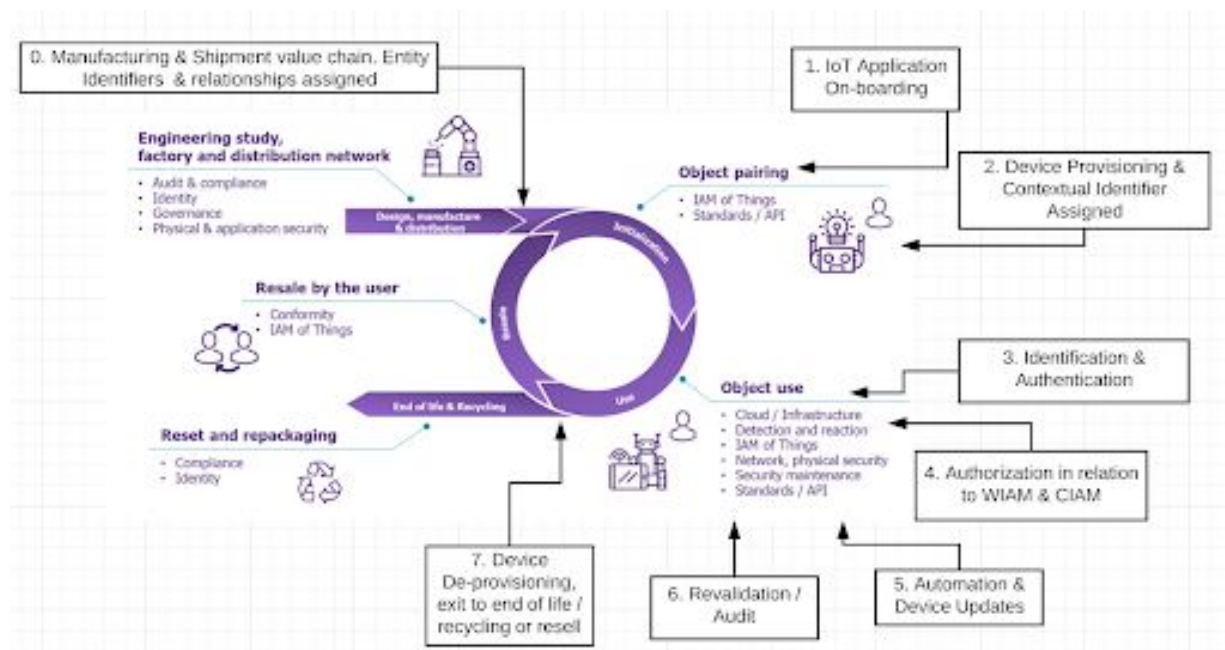 0. Manufacturing & Shipment value chain. Entity
Identifiers & relationships assigned
1. IoT Application
On-boarding
2. Device Provisioning &
Contextual Identifier
Assigned
Engineering study,
factory and distribution network
• Audit & compliance
• Identity
• Governance
• Physical & application security
Design, manufacture
& distribution
Initialization
Object pairing
• IAM of Things
• Standards / API
Resale by the user
• Conformity
• IAM of Things
Resale
3. Identification &
Authentication
Object use
• Cloud / Infrastructure
• Detection and reaction
• IAM of Things
• Network, physical security
• Security maintenance
• Standards / API
Use
End of life & Recycling
Reset and repackaging
• Compliance
• Identity
4. Authorization in relation
to WIAM & CIAM
7. Device
De-provisioning,
exit to end of life /
recycling or resell
6. Revalidation /
Audit
5. Automation &
Device Updates